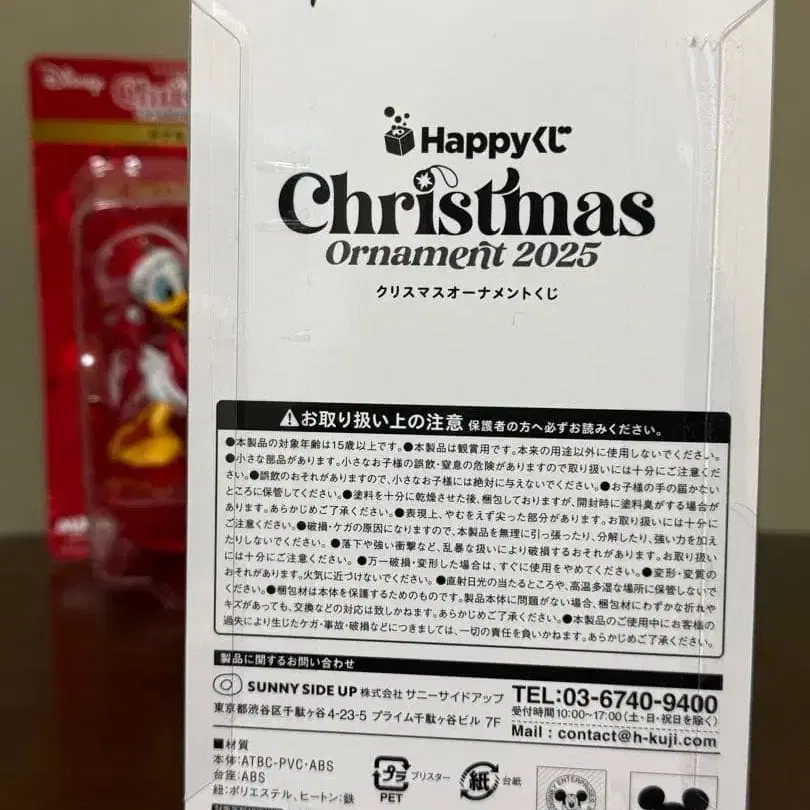 Disney
Happyくじ
Christmas
Ornament 2025
クリスマスオーナメントくじ
⚠お取り扱い上の注意 保護者の方へ必ずお読みください。
●本製品の対象年齢は15歳以上です。●本製品は観賞用です。本来の用途以外に使用しないでください。
●小さな部品があります。小さなお子様の誤飲・窒息の危険がありますので取り扱いには十分にご注意くだ
さい。●誤飲のおそれがありますので、小さなお子様には絶対に与えないでください。●お子様の手の届かない
ところに保管してください。●塗料を十分に乾燥させた後、梱包しておりますが、開封時に塗料臭がする場合が
あります。あらかじめご了承ください。●表現上、やむをえず尖った部分があります。お取り扱いには十分に
ご注意ください。●破損・ケガの原因になりますので、本製品を無理に引っ張ったり、分解したり、強い力を加え
たりしないでください。●落下や強い衝撃など、乱暴な扱いにより破損するおそれがあります。お取り扱い
には十分にご注意ください。●万一破損・変形した場合は、すぐに使用をやめてください。●変形・変質の
おそれがあります。火気に近づけないでください。●直射日光の当たるところや、高温多湿な場所に保管しないで
ください。●梱包材は本体を保護するためのものです。製品本体に問題がない場合、梱包材にわずかな折れや
キズがあっても、交換などの対応は致しかねます。あらかじめご了承ください。●本製品のご使用中にお客様の
過失により生じたケガ・事故・破損などにつきましては、一切の責任を負いかねます。あらかじめご了承ください。
製品に関するお問い合わせ
SUNNY SIDE UP 株式会社 サニーサイドアップ
東京都渋谷区千駄ヶ谷4-23-5 プライム千駄ヶ谷ビル 7F
TEL:03-6740-9400
受付時間10:00~17:00(土・日・祝日を除く)
Mail : contact@h-kuji.com
■材質
本体:ATBC-PVC・ABS
台座:ABS
紐:ポリエステル、ヒートン:鉄
プラ
PET
ブリスター
紙
台紙